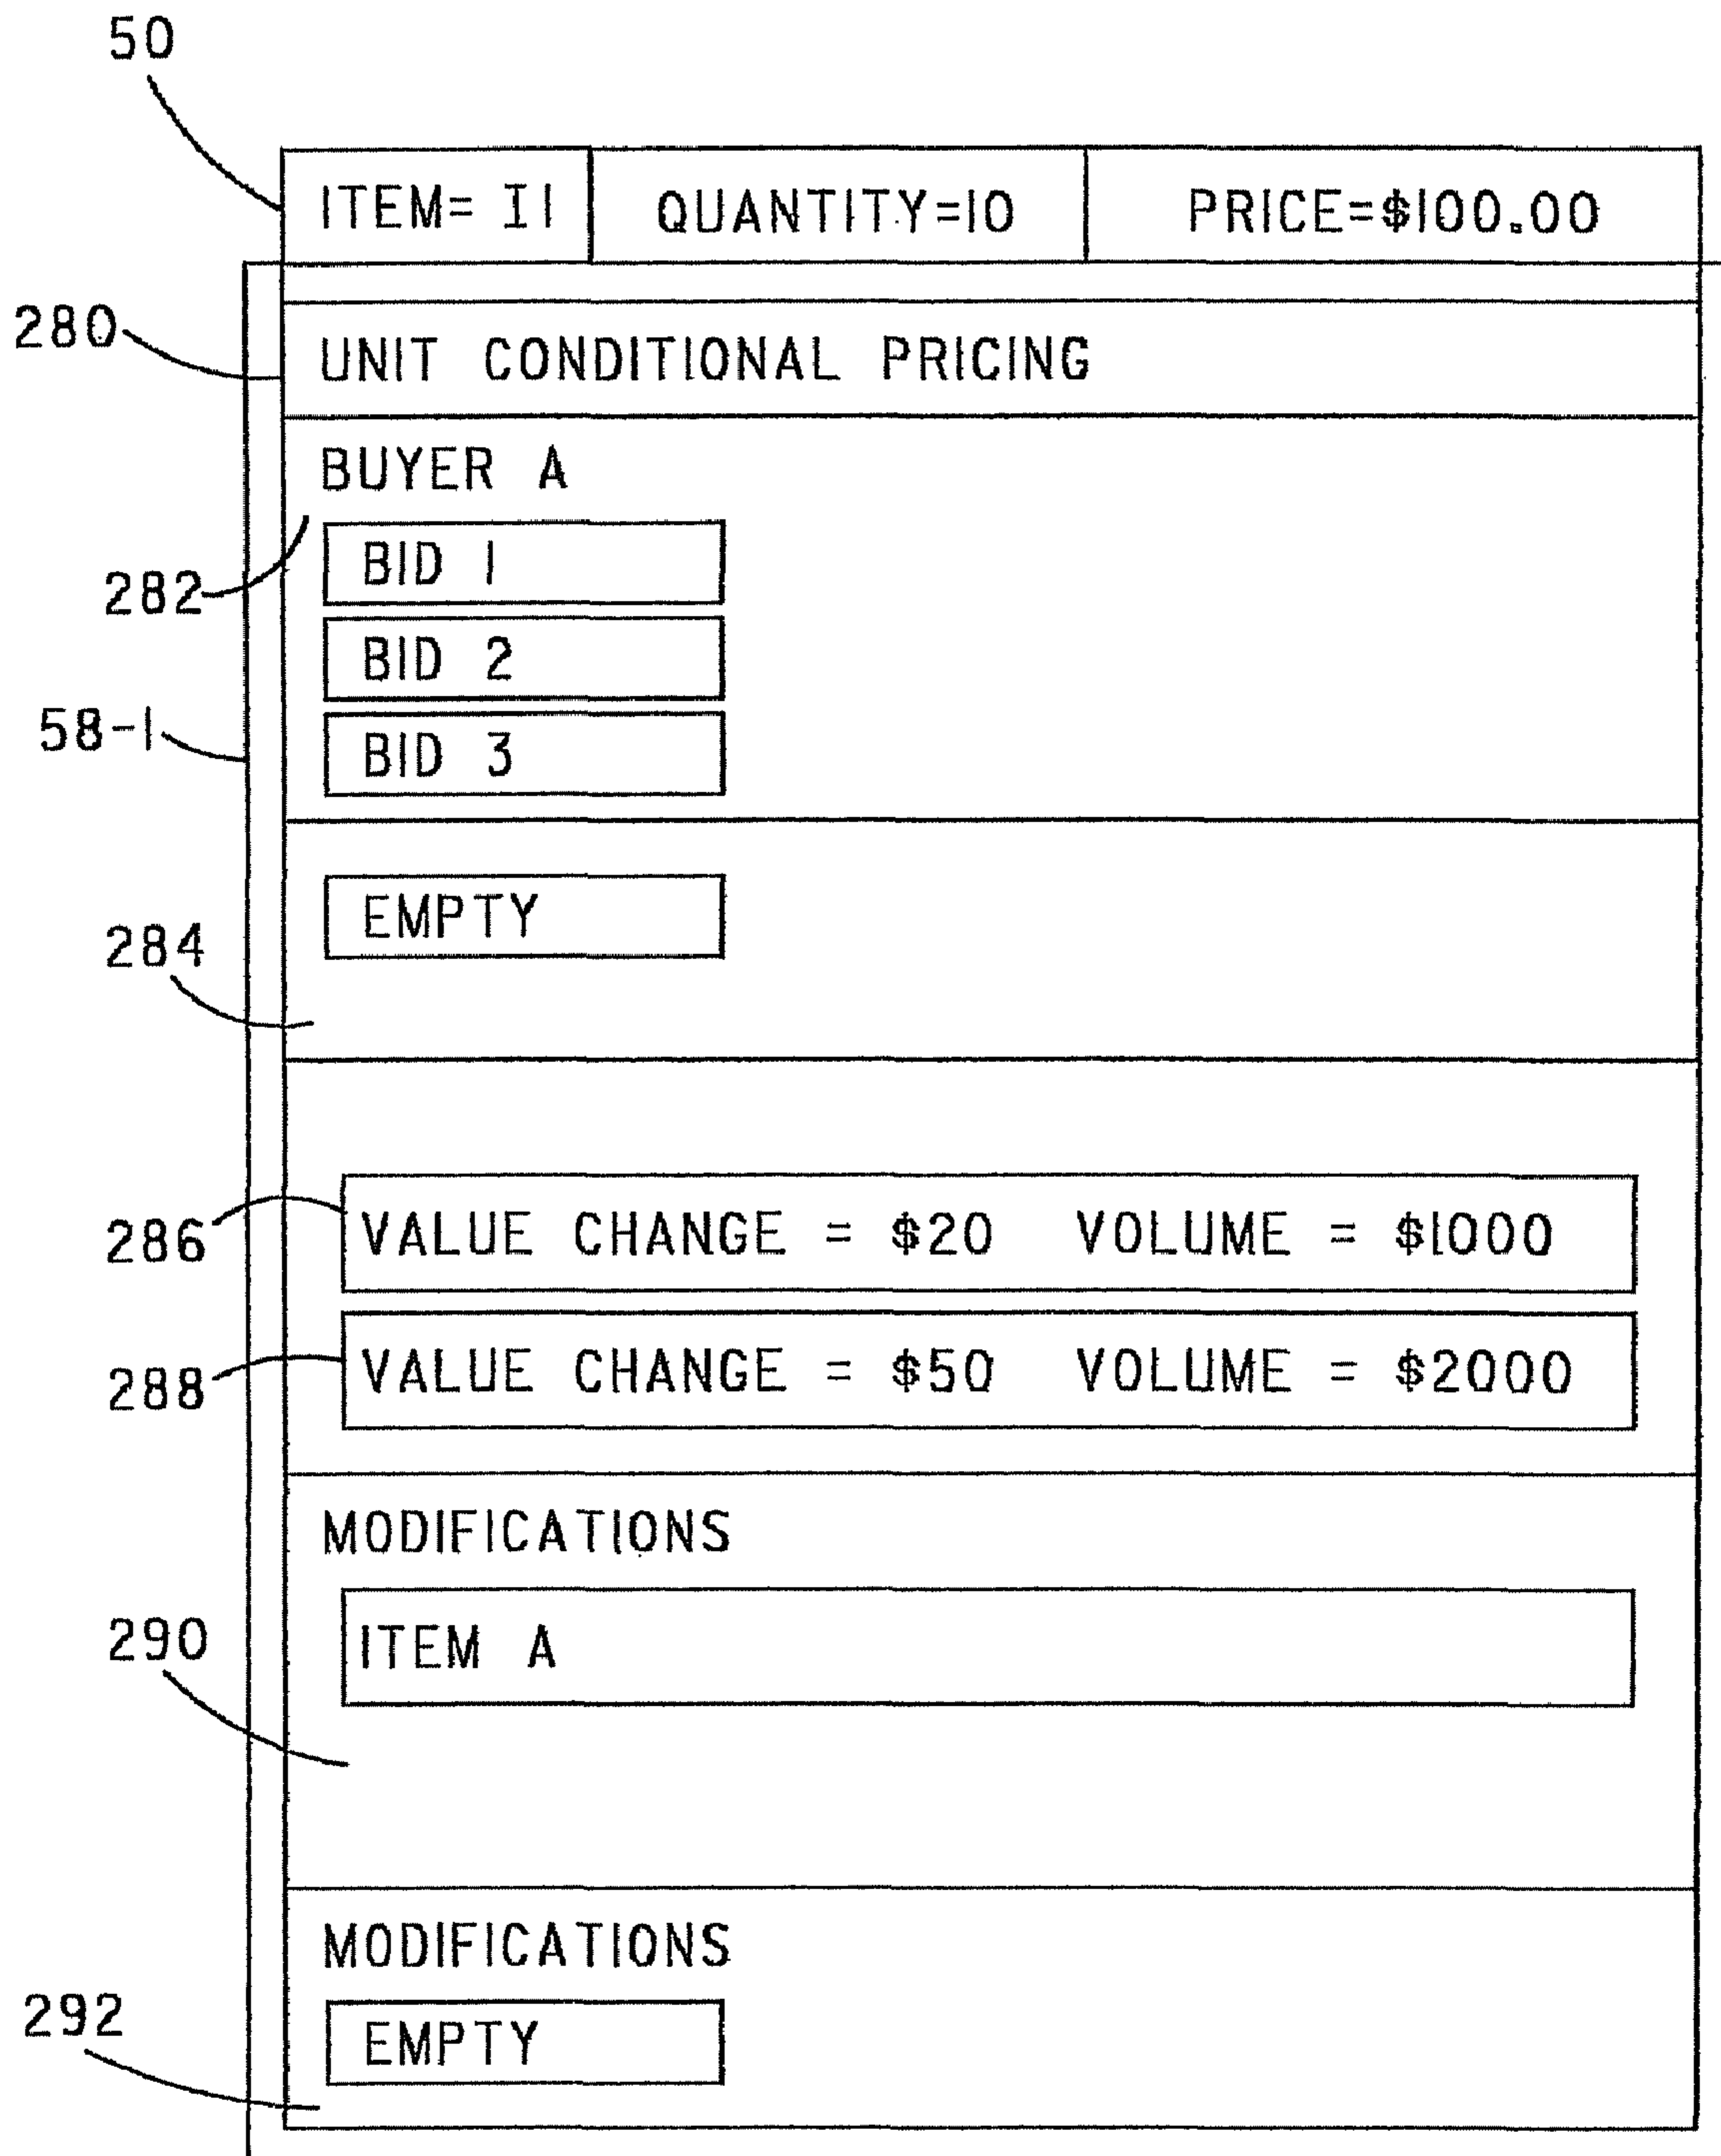 50
ITEM= I1 QUANTITY=10 PRICE=$100.00
280
UNIT CONDITIONAL PRICING
BUYER A
BID 1
282
BID 2
58-1
BID 3
EMPTY
284
286
VALUE CHANGE = $20 VOLUME = $1000
288
VALUE CHANGE = $50 VOLUME = $2000
MODIFICATIONS
290
ITEM A
MODIFICATIONS
292
EMPTY